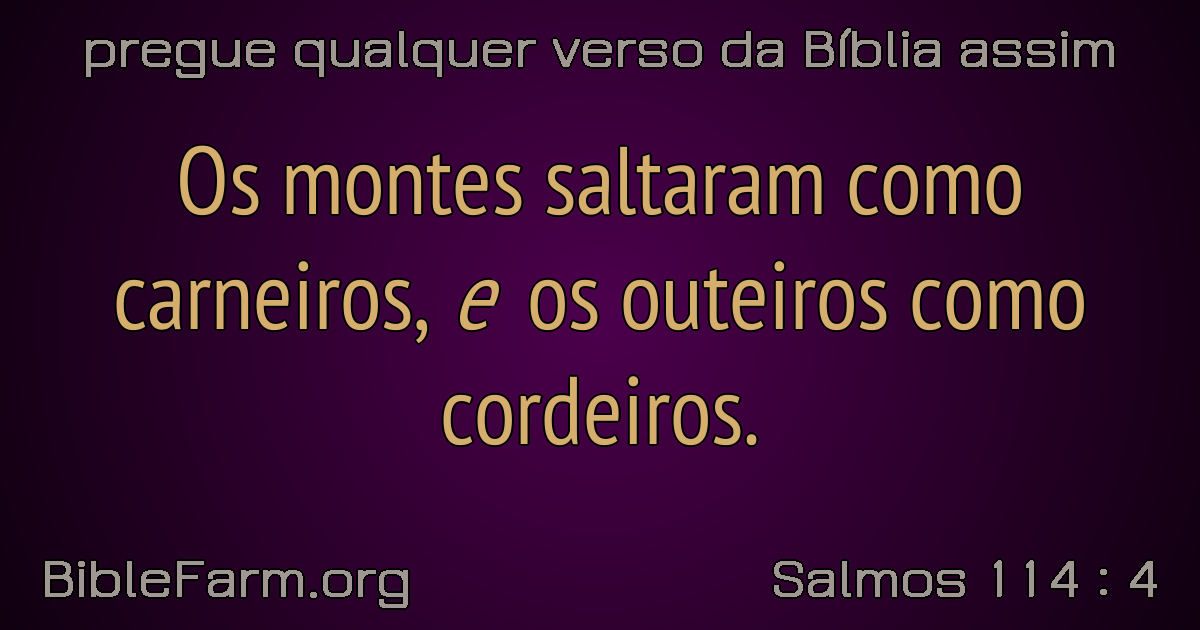 pregue qualquer verso da Bíblia assim
Os montes saltaram como
carneiros, e os outeiros como
cordeiros.
BibleFarm.org
Salmos 114 : 4